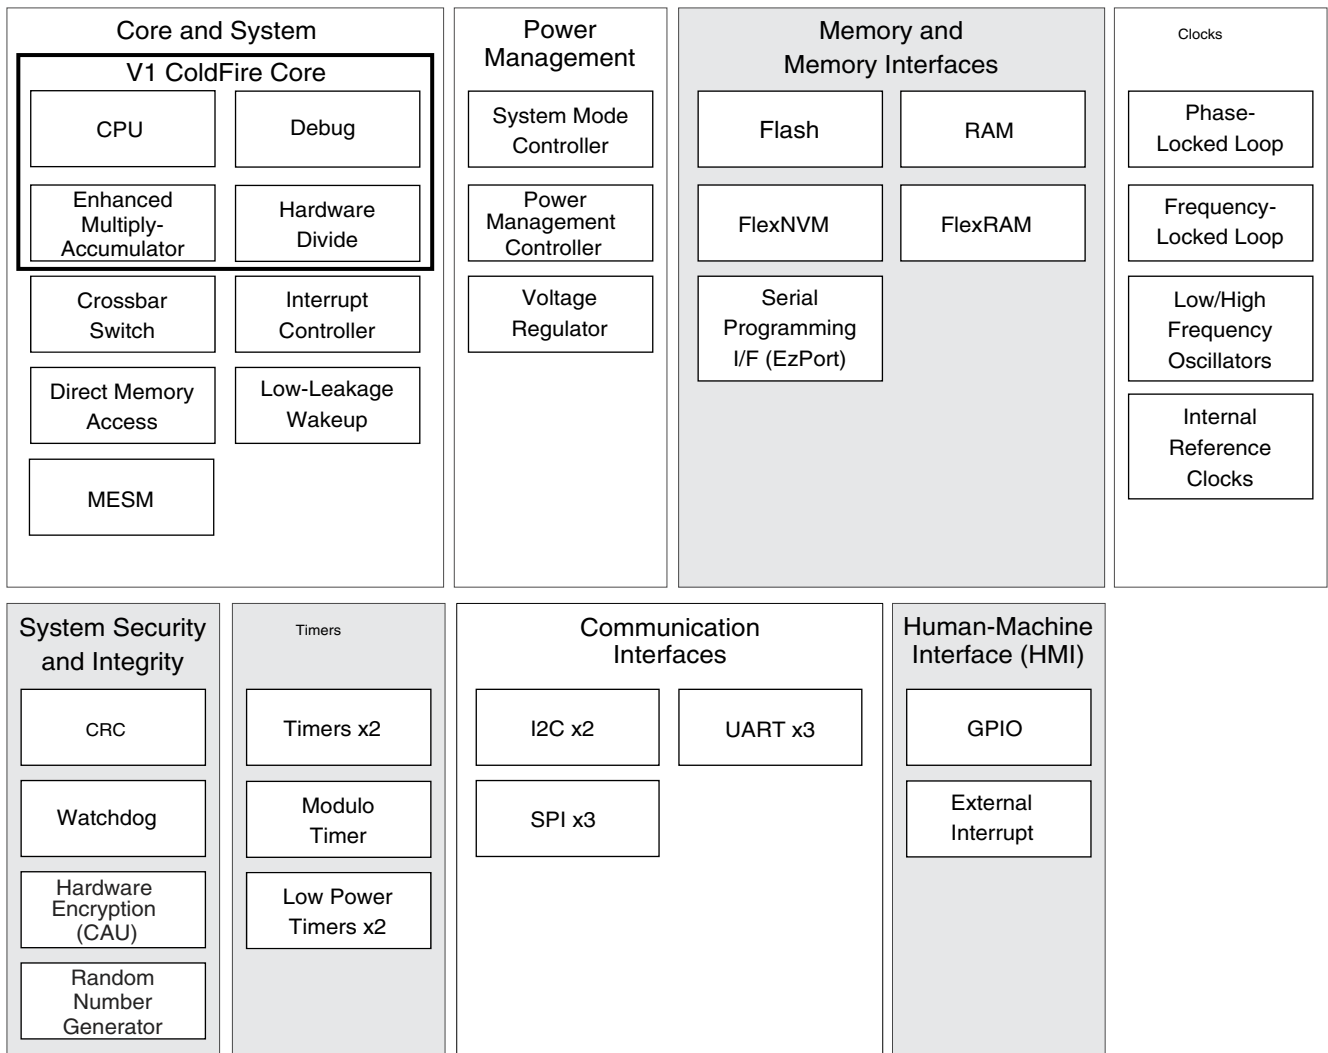 Core and System
V1 ColdFire Core
CPU
Debug
Enhanced
Multiply-
Accumulator
Hardware
Divide
Crossbar
Switch
Interrupt
Controller
Direct Memory
Access
Low-Leakage
Wakeup
MESM
Power
Management
System Mode
Controller
Power
Management
Controller
Voltage
Regulator
Memory and
Memory Interfaces
Flash
RAM
FlexNVM
FlexRAM
Serial
Programming
I/F (EzPort)
Clocks
Phase-
Locked Loop
Frequency-
Locked Loop
Low/High
Frequency
Oscillators
Internal
Reference
Clocks
System Security
and Integrity
CRC
Watchdog
Hardware
Encryption
(CAU)
Random
Number
Generator
Timers
Timers x2
Modulo
Timer
Low Power
Timers x2
Communication
Interfaces
I2C x2
UART x3
SPI x3
Human-Machine
Interface (HMI)
GPIO
External
Interrupt